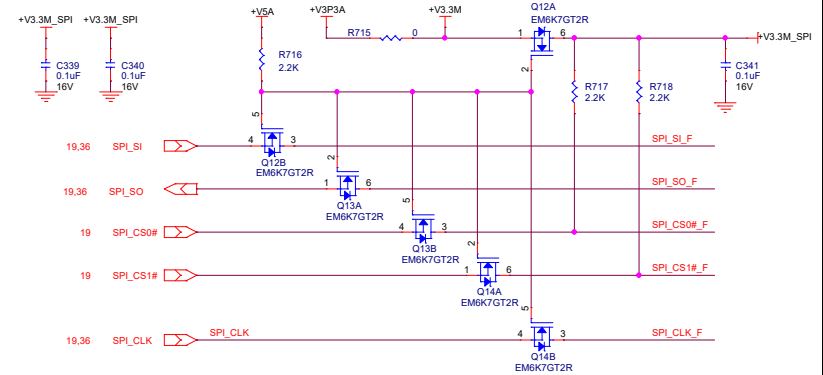 +V3.3M_SPI
+V3.3M_SPI
+V5A
+V3P3A
+V3.3M
Q12A
EM6K7GT2R
R715
0
1
6
+V3.3M_SPI
C339
0.1uF
16V
C340
0.1uF
16V
R716
2.2K
2
R717
2.2K
R718
2.2K
C341
0.1uF
16V
5
19,36
SPI_SI
4
3
SPI_SI_F
Q12B
EM6K7GT2R
2
19,36
SPI_SO
1
6
SPI_SO_F
Q13A
EM6K7GT2R
5
19
SPI_CS0#
4
3
SPI_CS0#_F
Q13B
EM6K7GT2R
2
19
SPI_CS1#
1
6
SPI_CS1#_F
Q14A
EM6K7GT2R
5
19,36
SPI_CLK
SPI_CLK
4
3
SPI_CLK_F
Q14B
EM6K7GT2R